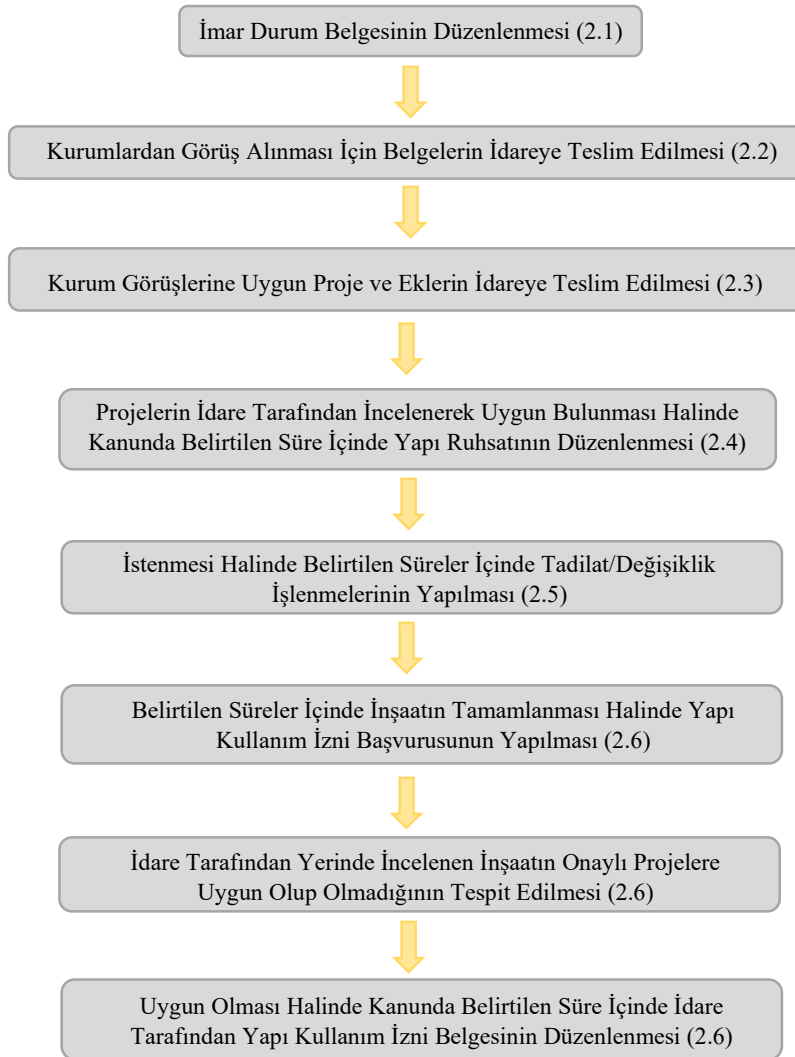 İmar Durum Belgesinin Düzenlenmesi (2.1)
Kurumlardan Görüş Alınması İçin Belgelerin İdareye Teslim Edilmesi (2.2)
Kurum Görüşlerine Uygun Proje ve Eklerin İdareye Teslim Edilmesi (2.3)
Projelerin İdare Tarafından İncelenerek Uygun Bulunması Halinde
Kanunda Belirtilen Süre İçinde Yapı Ruhsatının Düzenlenmesi (2.4)
İstenmesi Halinde Belirtilen Süreler İçinde Tadilat/Değişiklik
İşlenmelerinin Yapılması (2.5)
Belirtilen Süreler İçinde İnşaatın Tamamlanması Halinde Yapı
Kullanım İzni Başvurusunun Yapılması (2.6)
İdare Tarafından Yerinde İncelenen İnşaatın Onaylı Projelere
Uygun Olup Olmadığının Tespit Edilmesi (2.6)
Uygun Olması Halinde Kanunda Belirtilen Süre İçinde İdare
Tarafından Yapı Kullanım İzni Belgesinin Düzenlenmesi (2.6)